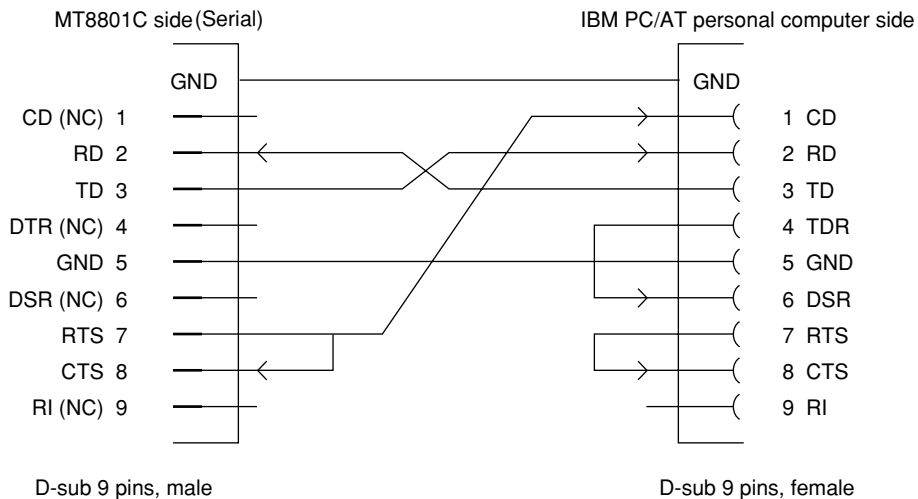 MT8801C side(Serial) IBM PC/AT personal computer side
GND GND
CD (NC) 1 1 CD
RD 2 2 RD
TD 3 3 TD
DTR (NC) 4 4 TDR
GND 5 5 GND
DSR (NC) 6 6 DSR
RTS 7 7 RTS
CTS 8 8 CTS
RI (NC) 9 9 RI
D-sub 9 pins, male D-sub 9 pins, female